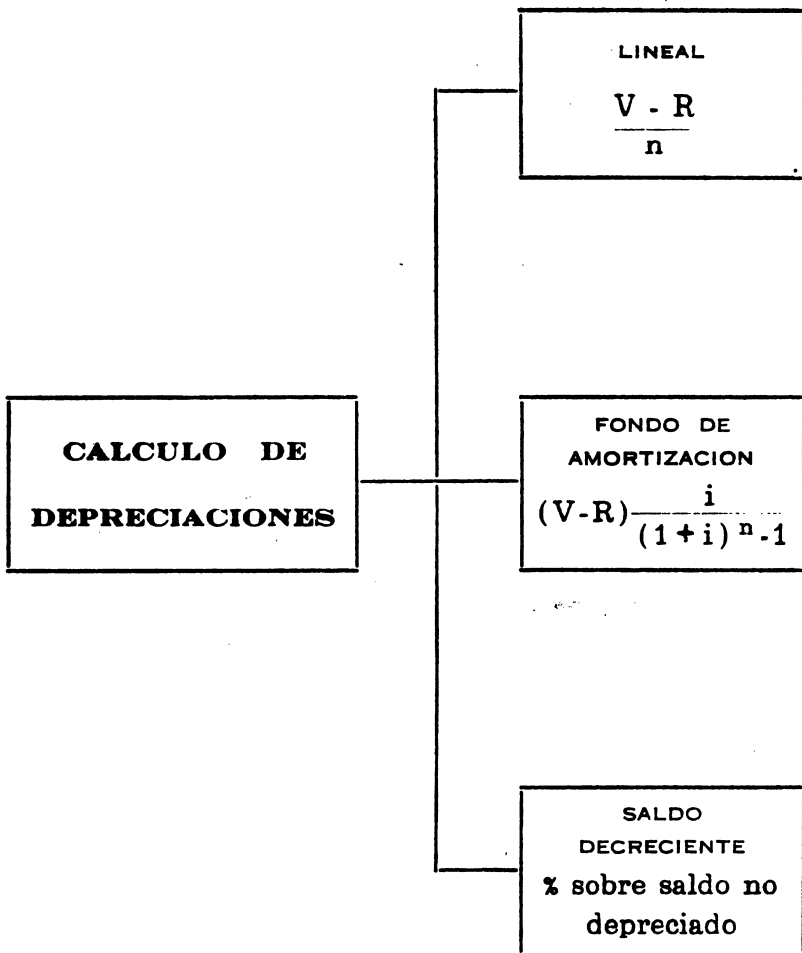 LINEAL
V - R
n
CALCULO DE
DEPRECIACIONES
FONDO DE
AMORTIZACION
(V-R) i
(1+i) n - 1
SALDO
DECRECIENTE
% sobre saldo no
depreciado